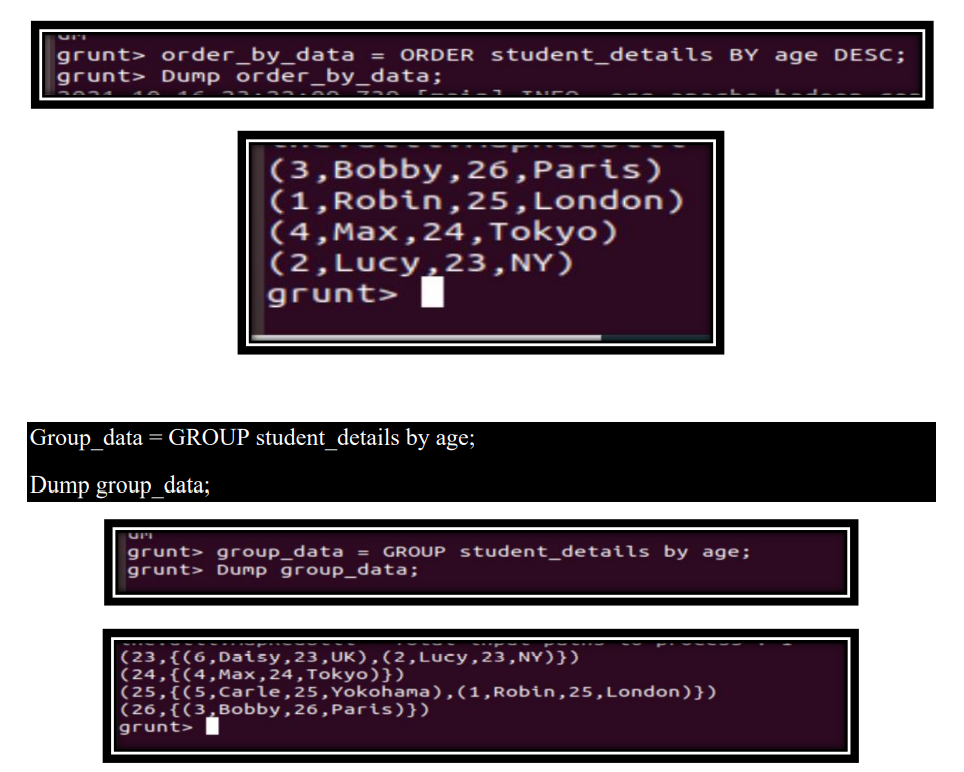 grunt> order_by_data = ORDER student_details BY age DESC;
grunt> Dump order_by_data;
(3,Bobby,26,Paris)
(1,Robin,25,London)
(4,Max,24,Tokyo)
(2,Lucy,23,NY)
grunt>
Group_data = GROUP student_details by age;
Dump group_data;
grunt> group_data = GROUP student_details by age;
grunt> Dump group_data;
(23,{(6,Daisy,23,UK),(2,Lucy,23,NY)})
(24,{(4,Max,24,Tokyo)})
(25,{(5,Carle,25,Yokohama),(1,Robin,25,London)})
(26,{(3,Bobby,26,Paris)})
grunt>